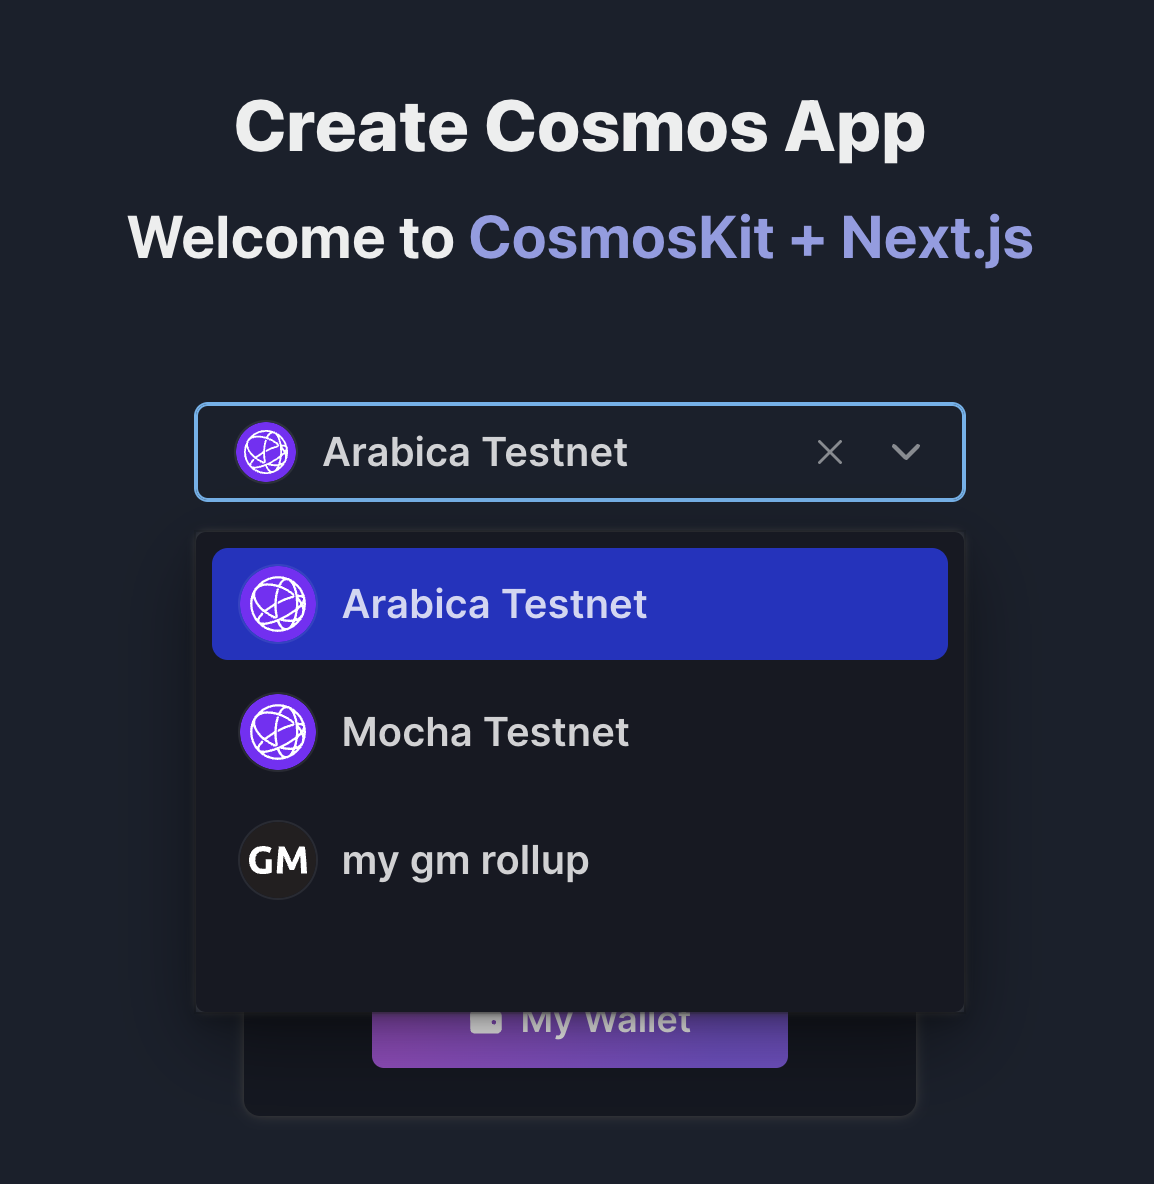 Create Cosmos App
Welcome to CosmosKit + Next.js
Arabica Testnet
Arabica Testnet
Mocha Testnet
GM my gm rollup
My Wallet